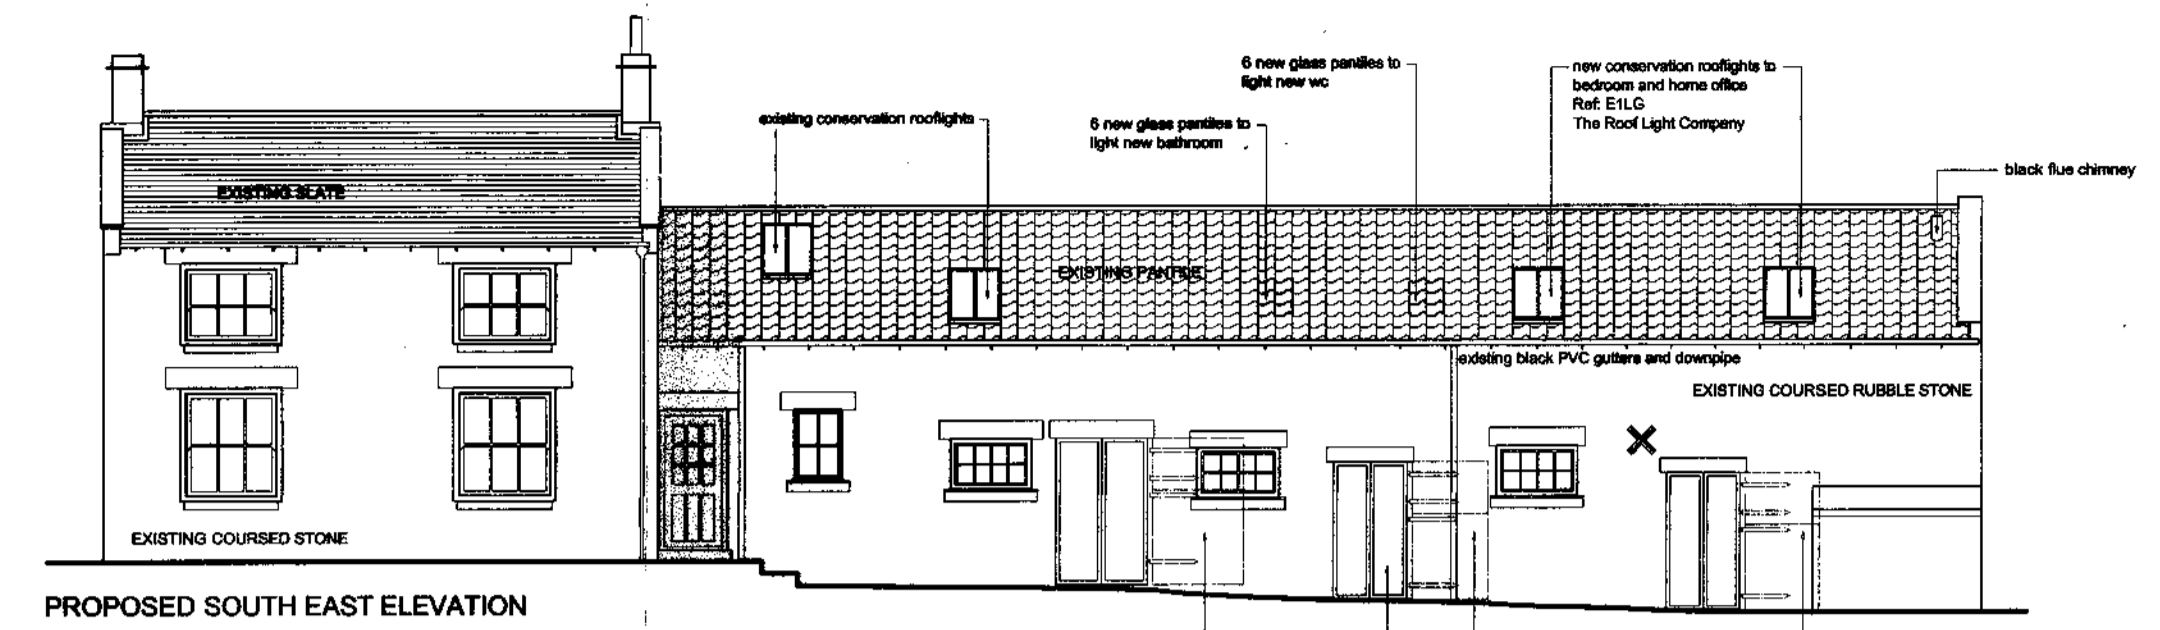 6 new glass pantiles to
light new wc
new conservation rooflights to
bedroom and home office
Ref: E1LG
The Roof Light Company
existing conservation rooflights
6 new glass pantiles to
light new bathroom
black flue chimney
EXISTING SLATE
EXISTING PANTILE
existing black PVC gutters and downpipe
EXISTING COURSED RUBBLE STONE
EXISTING COURSED STONE
PROPOSED SOUTH EAST ELEVATION